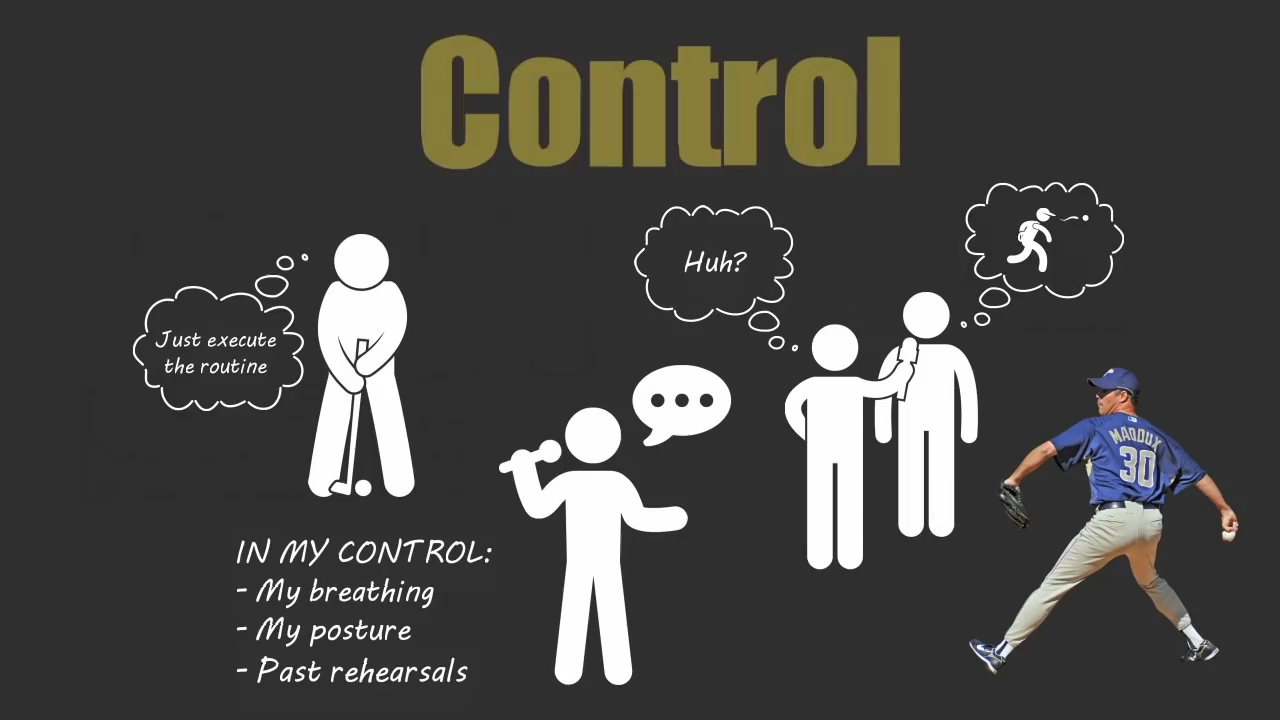 Control
Just execute
the routine
Huh?
MADDUX
30
IN MY CONTROL:
- My breathing
- My posture
- Past rehearsals